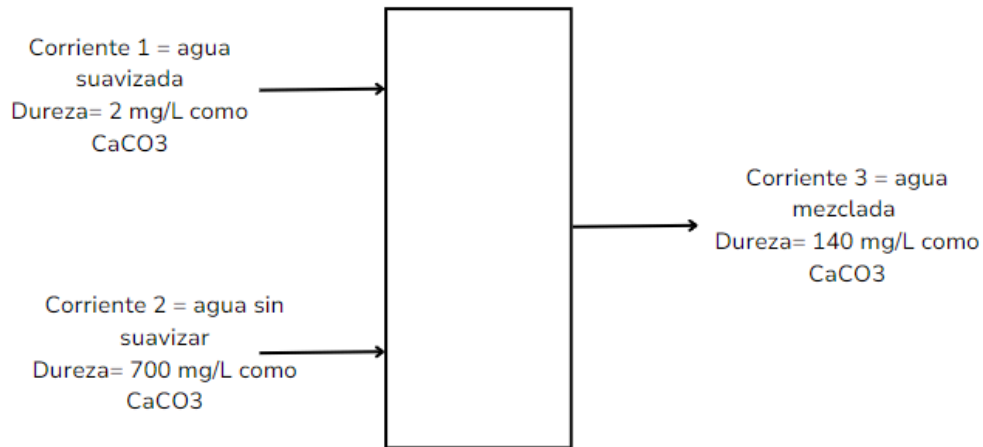 Corriente 1 = agua
suavizada
Dureza= 2 mg/L como
CaCO3
Corriente 3 = agua
mezclada
Dureza= 140 mg/L como
CaCO3
Corriente 2 = agua sin
suavizar
Dureza= 700 mg/L como
CaCO3